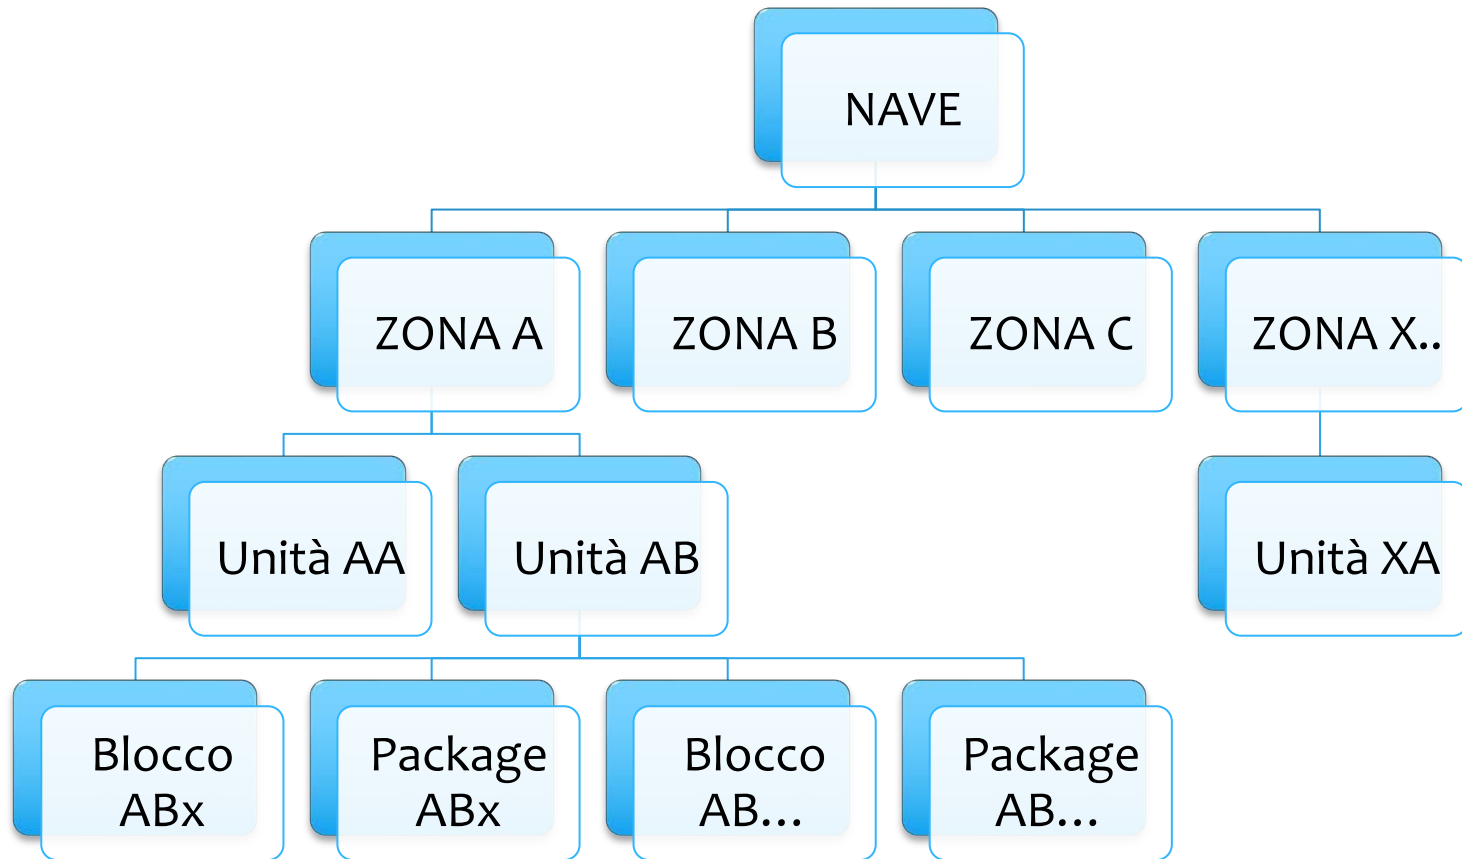 NAVE
ZONA A
ZONA B
ZONA C
ZONA X..
Unità AA
Unità AB
Unità XA
Blocco
ABx
Package
ABx
Blocco
AB...
Package
AB...